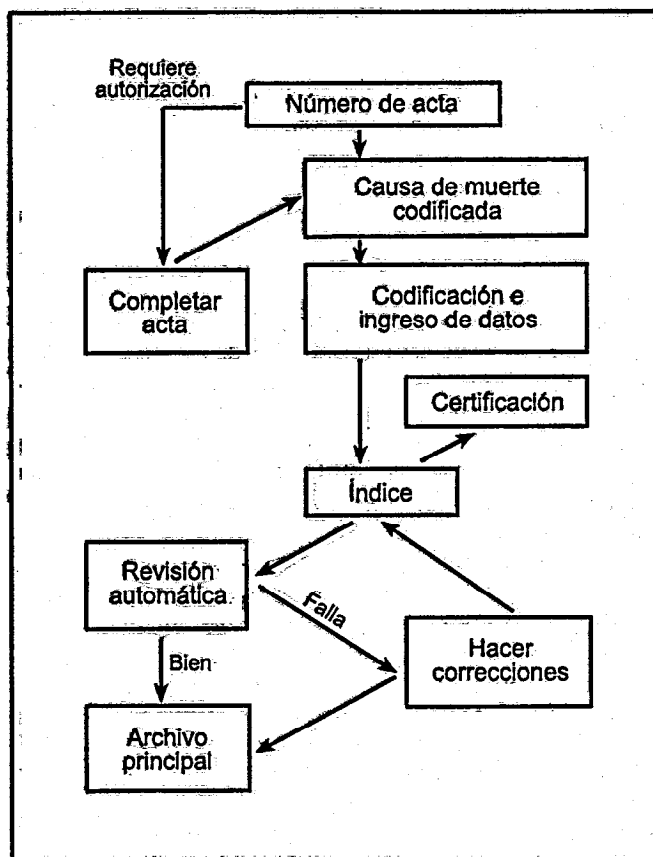 Requiere
autorización
Número de acta
Causa de muerte
codificada
Completar
acta
Codificación e
ingreso de datos
Certificación
Índice
Revisión
automática
Falla
Hacer
correcciones
Bien
Archivo
principal